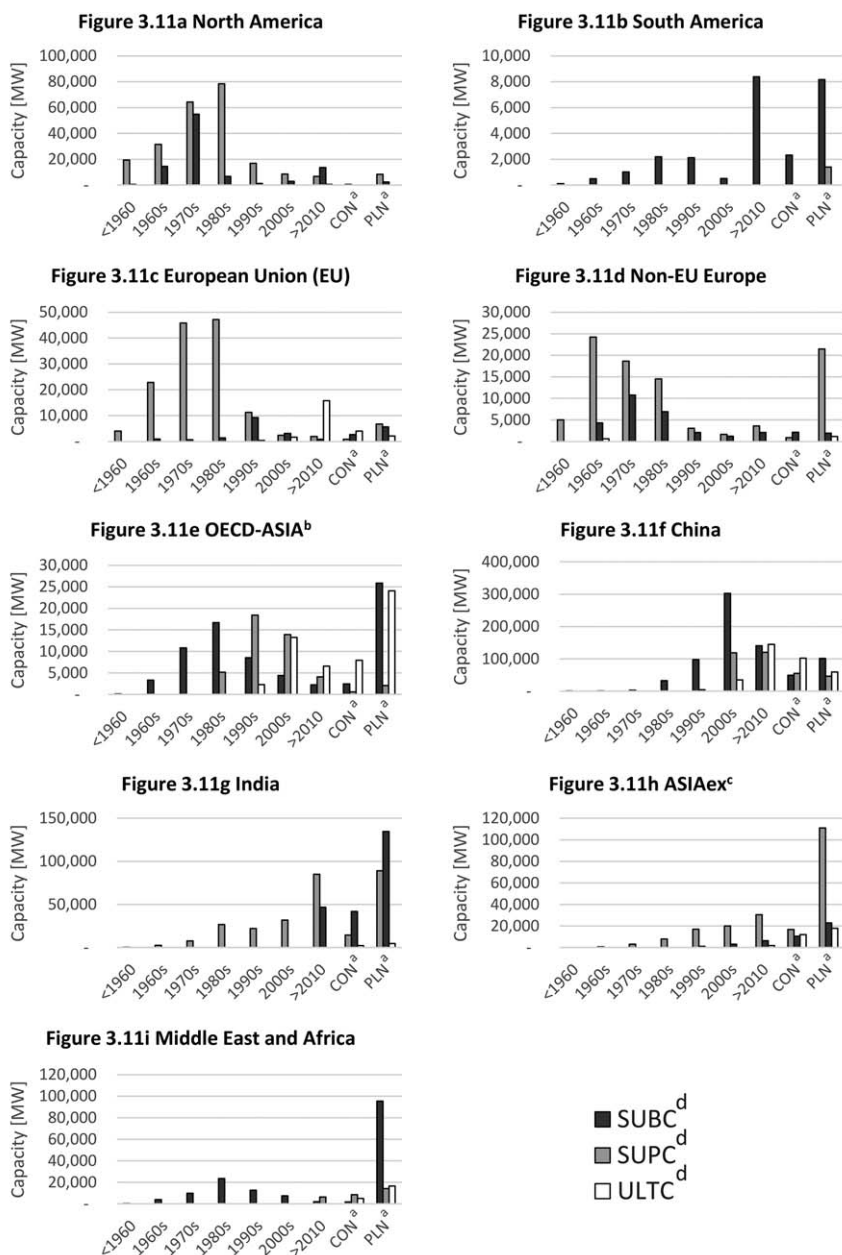 Figure 3.11a North America
Capacity [MW]
100,000
80,000
60,000
40,000
20,000
-
<1960
1960s
1970s
1980s
1990s
2000s
>2010
CONᵃ
PLNᵃ
Figure 3.11b South America
Capacity [MW]
10,000
8,000
6,000
4,000
2,000
-
<1960
1960s
1970s
1980s
1990s
2000s
>2010
CONᵃ
PLNᵃ
Figure 3.11c European Union (EU)
Capacity [MW]
50,000
40,000
30,000
20,000
10,000
-
<1960
1960s
1970s
1980s
1990s
2000s
>2010
CONᵃ
PLNᵃ
Figure 3.11d Non-EU Europe
Capacity [MW]
30,000
25,000
20,000
15,000
10,000
5,000
-
<1960
1960s
1970s
1980s
1990s
2000s
>2010
CONᵃ
PLNᵃ
Figure 3.11e OECD-ASIAᵇ
Capacity [MW]
30,000
25,000
20,000
15,000
10,000
5,000
-
<1960
1960s
1970s
1980s
1990s
2000s
>2010
CONᵃ
PLNᵃ
Figure 3.11f China
Capacity [MW]
400,000
300,000
200,000
100,000
-
<1960
1960s
1970s
1980s
1990s
2000s
>2010
CONᵃ
PLNᵃ
Figure 3.11g India
Capacity [MW]
150,000
100,000
50,000
-
<1960
1960s
1970s
1980s
1990s
2000s
>2010
CONᵃ
PLNᵃ
Figure 3.11h ASIAexᶜ
Capacity [MW]
120,000
100,000
80,000
60,000
40,000
20,000
-
<1960
1960s
1970s
1980s
1990s
2000s
>2010
CONᵃ
PLNᵃ
Figure 3.11i Middle East and Africa
Capacity [MW]
120,000
100,000
80,000
60,000
40,000
20,000
-
<1960
1960s
1970s
1980s
1990s
2000s
>2010
CONᵃ
PLNᵃ
SUBCᵈ
SUPCᵈ
ULTCᵈ